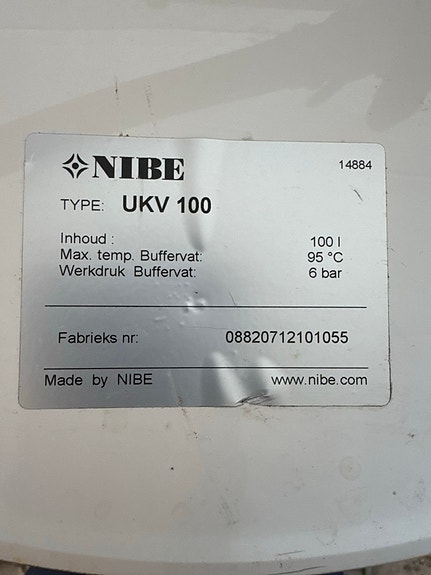 NIBE 14884
TYPE: UKV 100
Inhoud : 100 l
Max. temp. Buffervat: 95 °C
Werkdruk Buffervat: 6 bar
Fabrieks nr: 08820712101055
Made by NIBE www.nibe.com